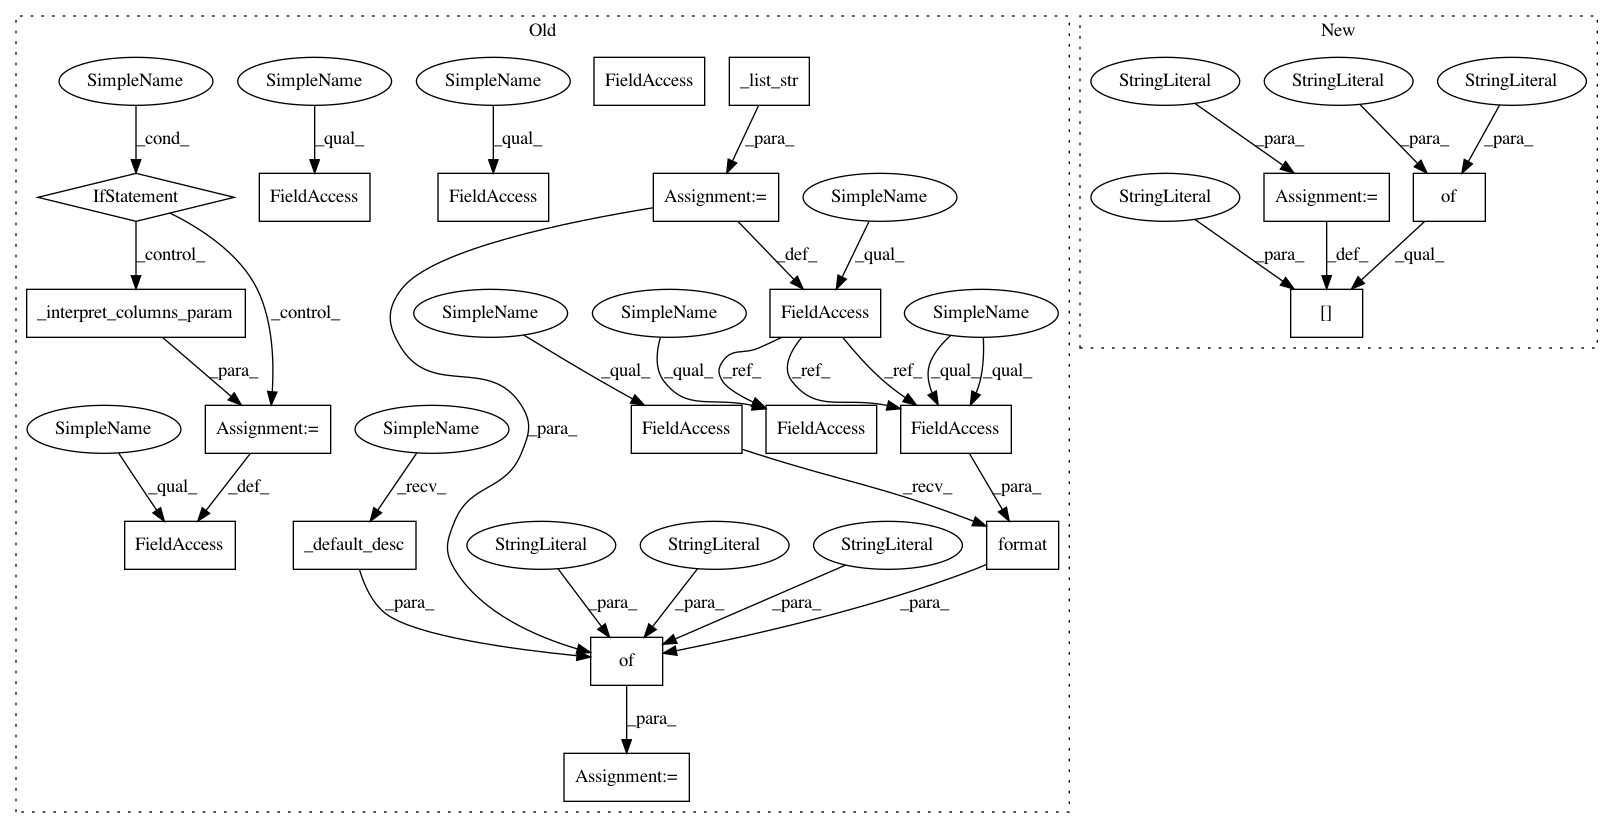 Old
New
SimpleName
SimpleName
SimpleName
FieldAccess
_list_str
StringLiteral
StringLiteral
StringLiteral
_cond_
_qual_
_qual_
_para_
_para_
_para_
_para_
IfStatement
FieldAccess
FieldAccess
Assignment:=
SimpleName
StringLiteral
Assignment:=
of
_control_
_def_
_qual_
_para_
_def_
_qual_
_interpret_columns_param
_control_
SimpleName
SimpleName
FieldAccess
SimpleName
[]
_para_
_qual_
_qual_
_ref_
_ref_
_ref_
_qual_
_qual_
SimpleName
Assignment:=
SimpleName
_para_
FieldAccess
FieldAccess
FieldAccess
_qual_
_def_
_recv_
_recv_
_para_
FieldAccess
_default_desc
StringLiteral
StringLiteral
StringLiteral
format
_para_
_para_
_para_
_para_
_para_
of
_para_
Assignment:=